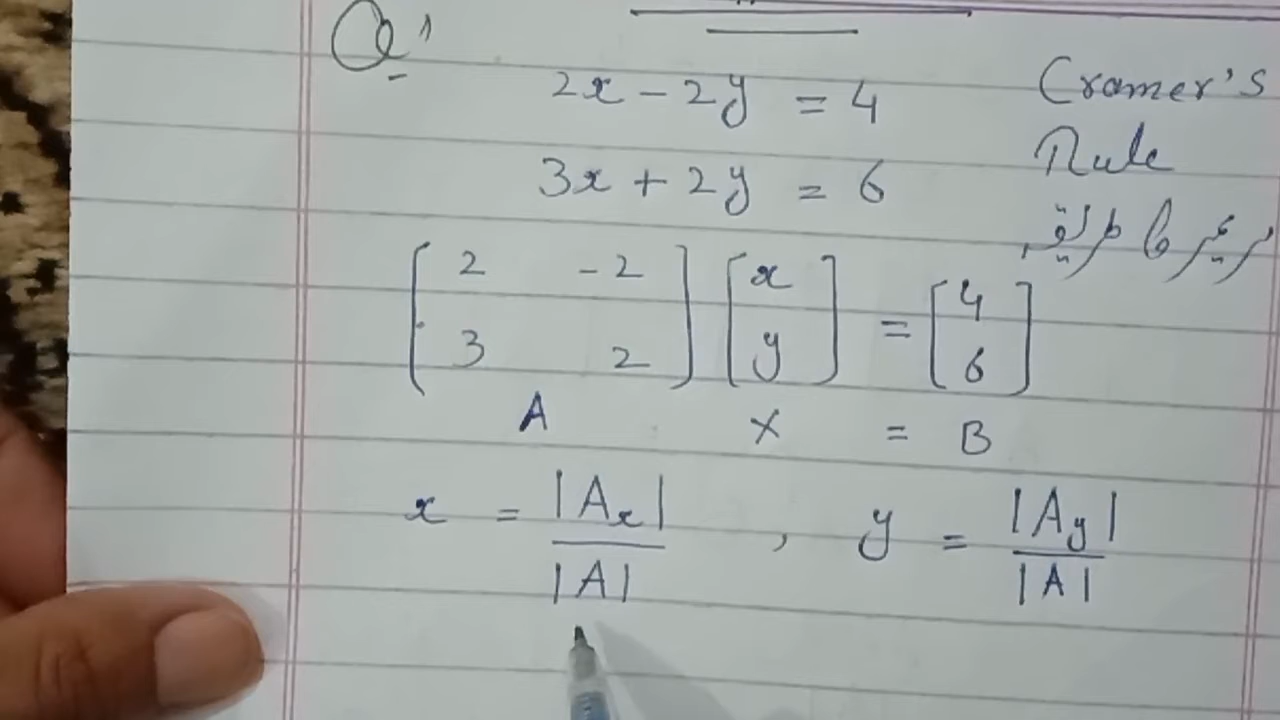 Q1
2x - 2y = 4
Cramer's
3x + 2y = 6
Rule
کریمر کا طریقہ
[2 -2] [x] = [4]
[3 2] [y] [6]
A X = B
x = |Ax| / |A| , y = |Ay| / |A|